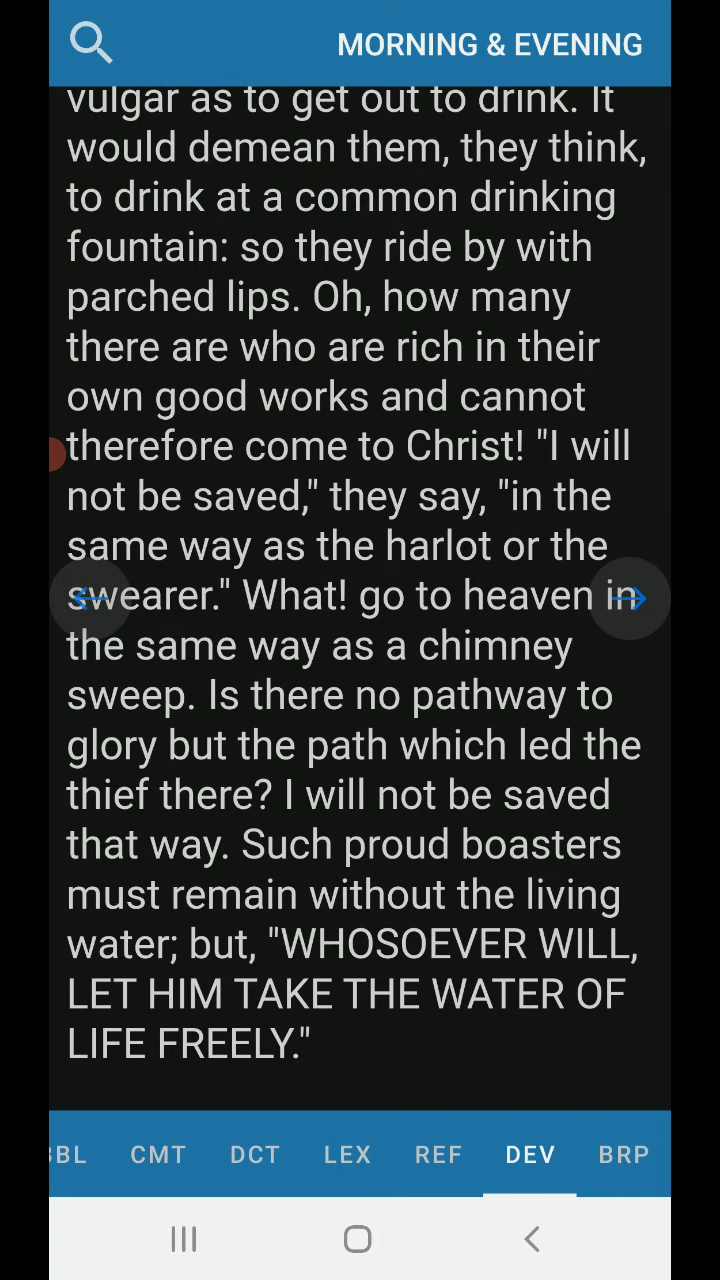 MORNING & EVENING
vulgar as to get out to drink. It
would demean them, they think,
to drink at a common drinking
fountain: so they ride by with
parched lips. Oh, how many
there are who are rich in their
own good works and cannot
therefore come to Christ! "I will
not be saved," they say, "in the
same way as the harlot or the
swearer." What! go to heaven in
the same way as a chimney
sweep. Is there no pathway to
glory but the path which led the
thief there? I will not be saved
that way. Such proud boasters
must remain without the living
water; but, "WHOSOEVER WILL,
LET HIM TAKE THE WATER OF
LIFE FREELY."
BBL CMT DCT LEX REF DEV BRP